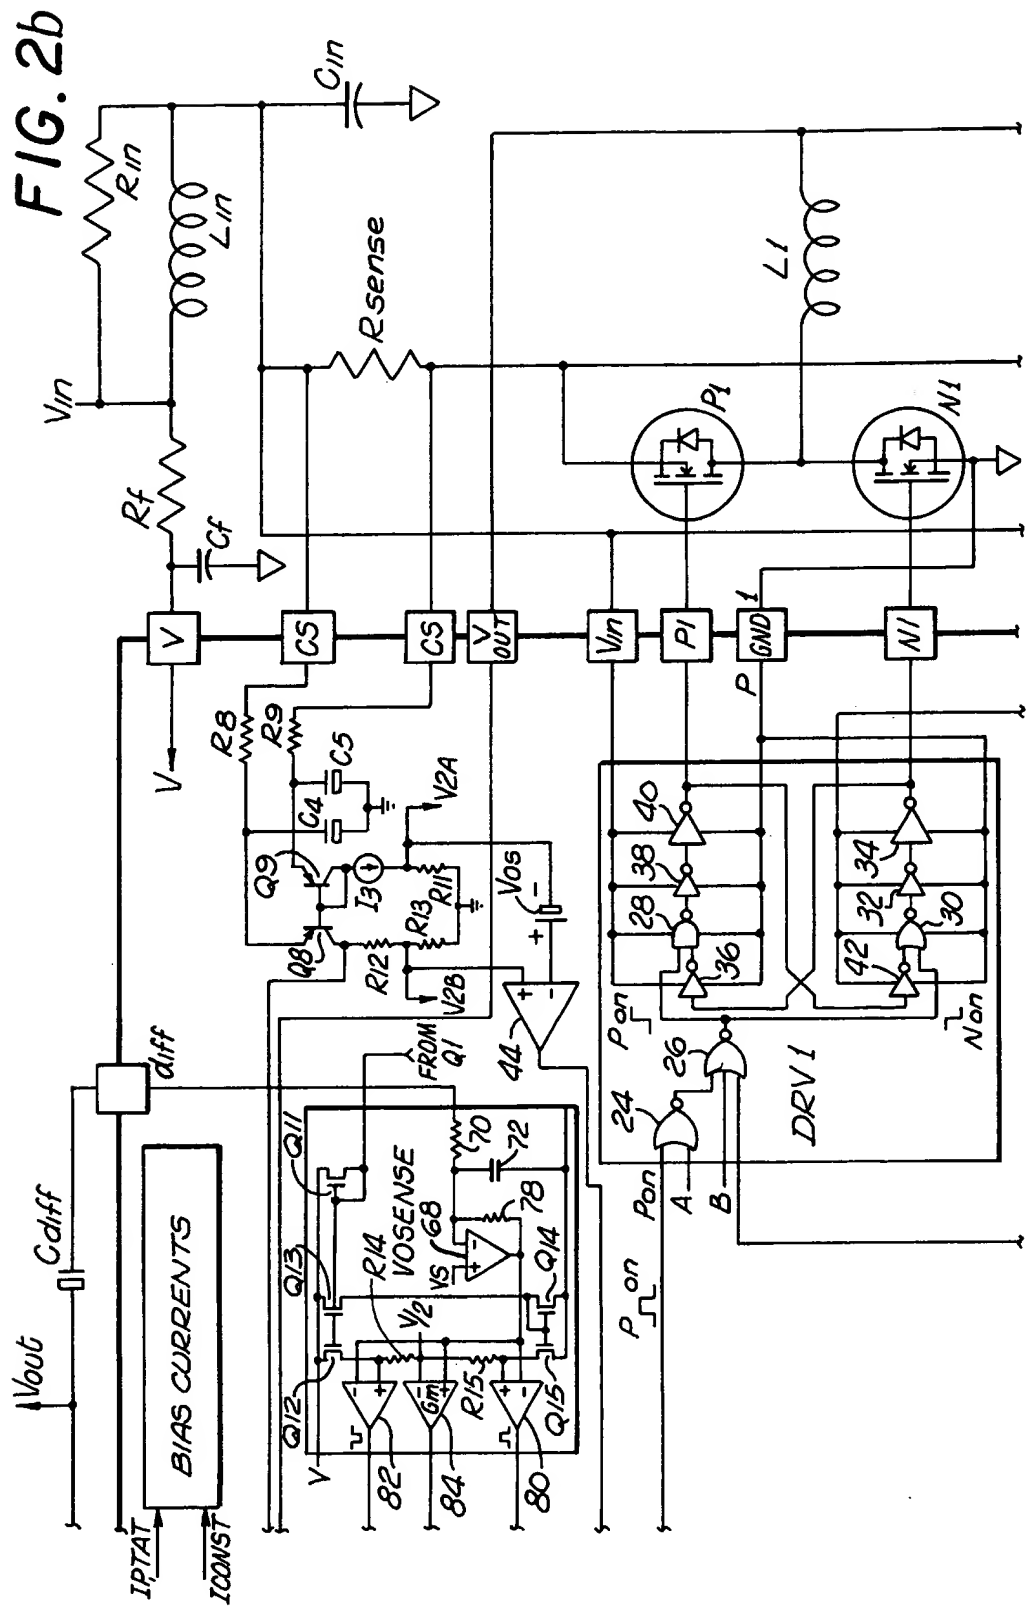 FIG. 2b
Vin
Rin
Lin
Cin
Rf
Cf
Rsense
L1
P1
N1
V
CS
CS
V OUT
Vin
P1
P GND 1
N1
V
R8
R9
C4
C5
Q9
Q8
I3
V2A
R11
R12
R13
V2B
Vos
+
-
+
-
44
diff
Cdiff
Vout
BIAS CURRENTS
IPTAT
ICONST
FROM Q1
Q11
VOSENSE
Q13
Q12
R14
V/2
R15
Q14
Q15
VS
+
-
68
70
72
78
V
-
+
82
Gm
+
84
+
-
80
DRV 1
Pon
Non
Pon
Pon
A
B
24
26
28
30
32
34
36
38
40
42